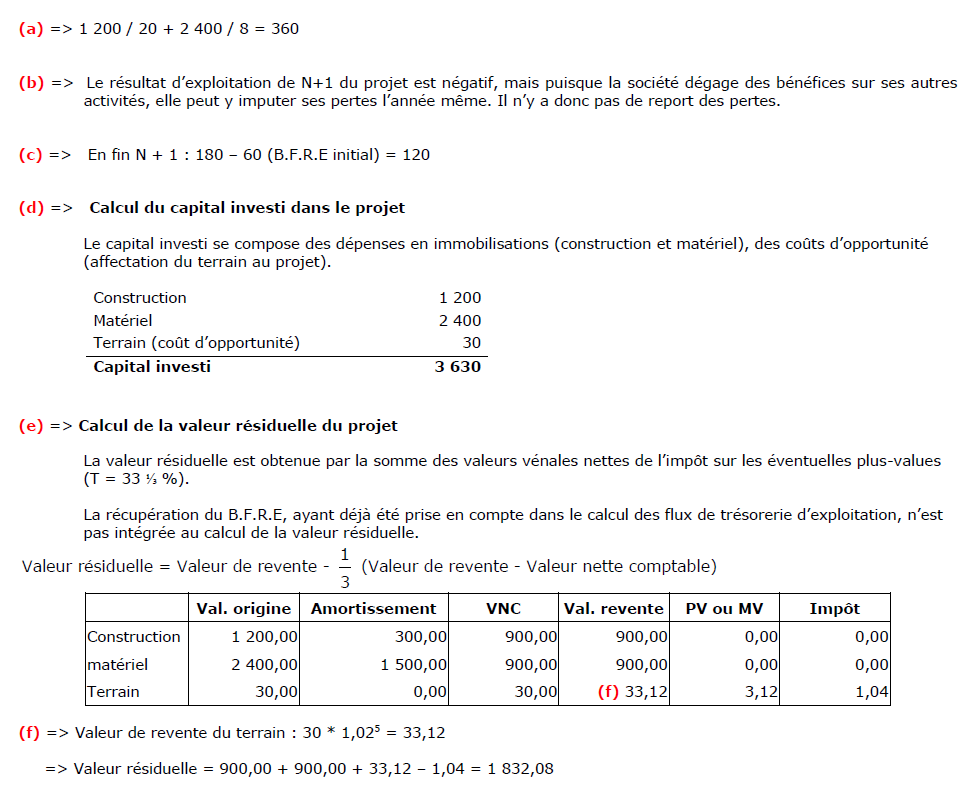 (a) => 1 200 / 20 + 2 400 / 8 = 360
(b) => Le résultat d’exploitation de N+1 du projet est négatif, mais puisque la société dégage des bénéfices sur ses autres
activités, elle peut y imputer ses pertes l’année même. Il n’y a donc pas de report des pertes.
(c) => En fin N + 1 : 180 – 60 (B.F.R.E initial) = 120
(d) => Calcul du capital investi dans le projet
Le capital investi se compose des dépenses en immobilisations (construction et matériel), des coûts d’opportunité
(affectation du terrain au projet).
Construction 1 200
Matériel 2 400
Terrain (coût d’opportunité) 30
Capital investi 3 630
(e) => Calcul de la valeur résiduelle du projet
La valeur résiduelle est obtenue par la somme des valeurs vénales nettes de l’impôt sur les éventuelles plus-values
(T = 33 ⅓ %).
La récupération du B.F.R.E, ayant déjà été prise en compte dans le calcul des flux de trésorerie d’exploitation, n’est
pas intégrée au calcul de la valeur résiduelle.
Valeur résiduelle = Valeur de revente - 1/3 (Valeur de revente - Valeur nette comptable)
Val. origine Amortissement VNC Val. revente PV ou MV Impôt
Construction 1 200,00 300,00 900,00 900,00 0,00 0,00
matériel 2 400,00 1 500,00 900,00 900,00 0,00 0,00
Terrain 30,00 0,00 30,00 (f) 33,12 3,12 1,04
(f) => Valeur de revente du terrain : 30 * 1,02⁵ = 33,12
=> Valeur résiduelle = 900,00 + 900,00 + 33,12 – 1,04 = 1 832,08